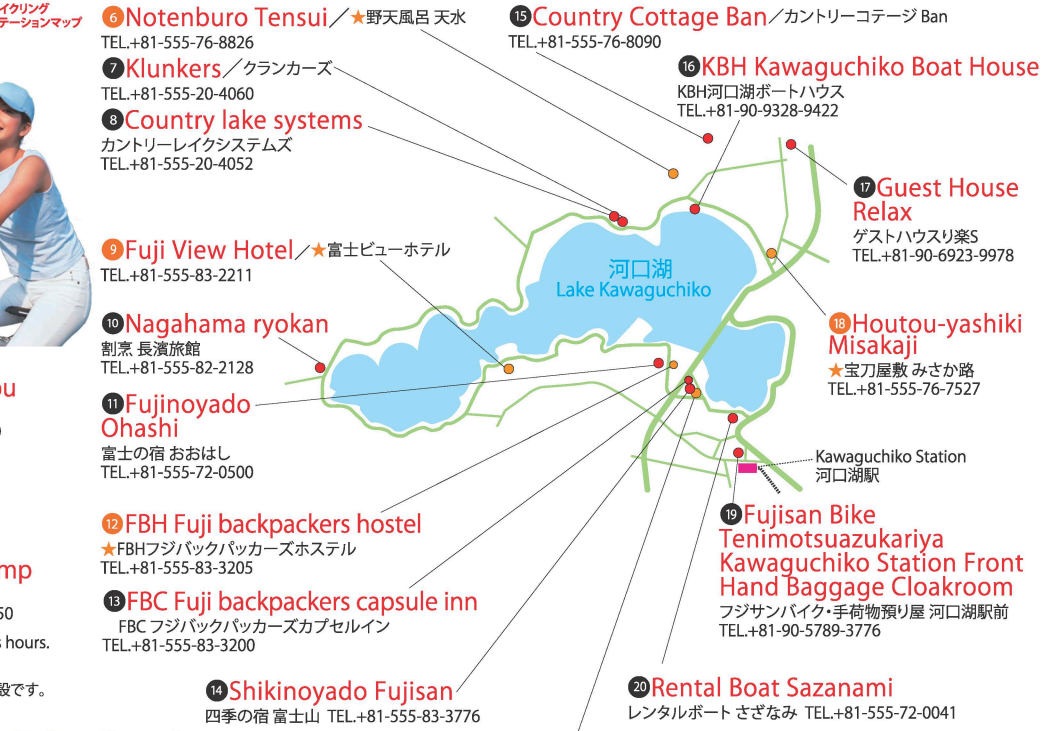 イクリング
テーションマップ
6 Notenburo Tensui／★野天風呂 天水
TEL.+81-555-76-8826
7 Klunkers／クランカーズ
TEL.+81-555-20-4060
8 Country lake systems
カントリーレイクシステムズ
TEL.+81-555-20-4052
9 Fuji View Hotel／★富士ビューホテル
TEL.+81-555-83-2211
10 Nagahama ryokan
割烹 長濱旅館
TEL.+81-555-82-2128
11 Fujinoyado
Ohashi
富士の宿 おおはし
TEL.+81-555-72-0500
12 FBH Fuji backpackers hostel
★FBHフジバックパッカーズホステル
TEL.+81-555-83-3205
13 FBC Fuji backpackers capsule inn
FBC フジバックパッカーズカプセルイン
TEL.+81-555-83-3200
14 Shikinoyado Fujisan
四季の宿 富士山 TEL.+81-555-83-3776
15 Country Cottage Ban／カントリーコテージ Ban
TEL.+81-555-76-8090
16 KBH Kawaguchiko Boat House
KBH河口湖ボートハウス
TEL.+81-90-9328-9422
17 Guest House
Relax
ゲストハウスり楽S
TEL.+81-90-6923-9978
河口湖
Lake Kawaguchiko
18 Houtou-yashiki
Misakaji
★宝刀屋敷 みさか路
TEL.+81-555-76-7527
Kawaguchiko Station
河口湖駅
19 Fujisan Bike
Tenimotsuazukariya
Kawaguchiko Station Front
Hand Baggage Cloakroom
フジサンバイク・手荷物預り屋 河口湖駅前
TEL.+81-90-5789-3776
20 Rental Boat Sazanami
レンタルボート さざなみ TEL.+81-555-72-0041
ou
mp
50
hours.
設です。